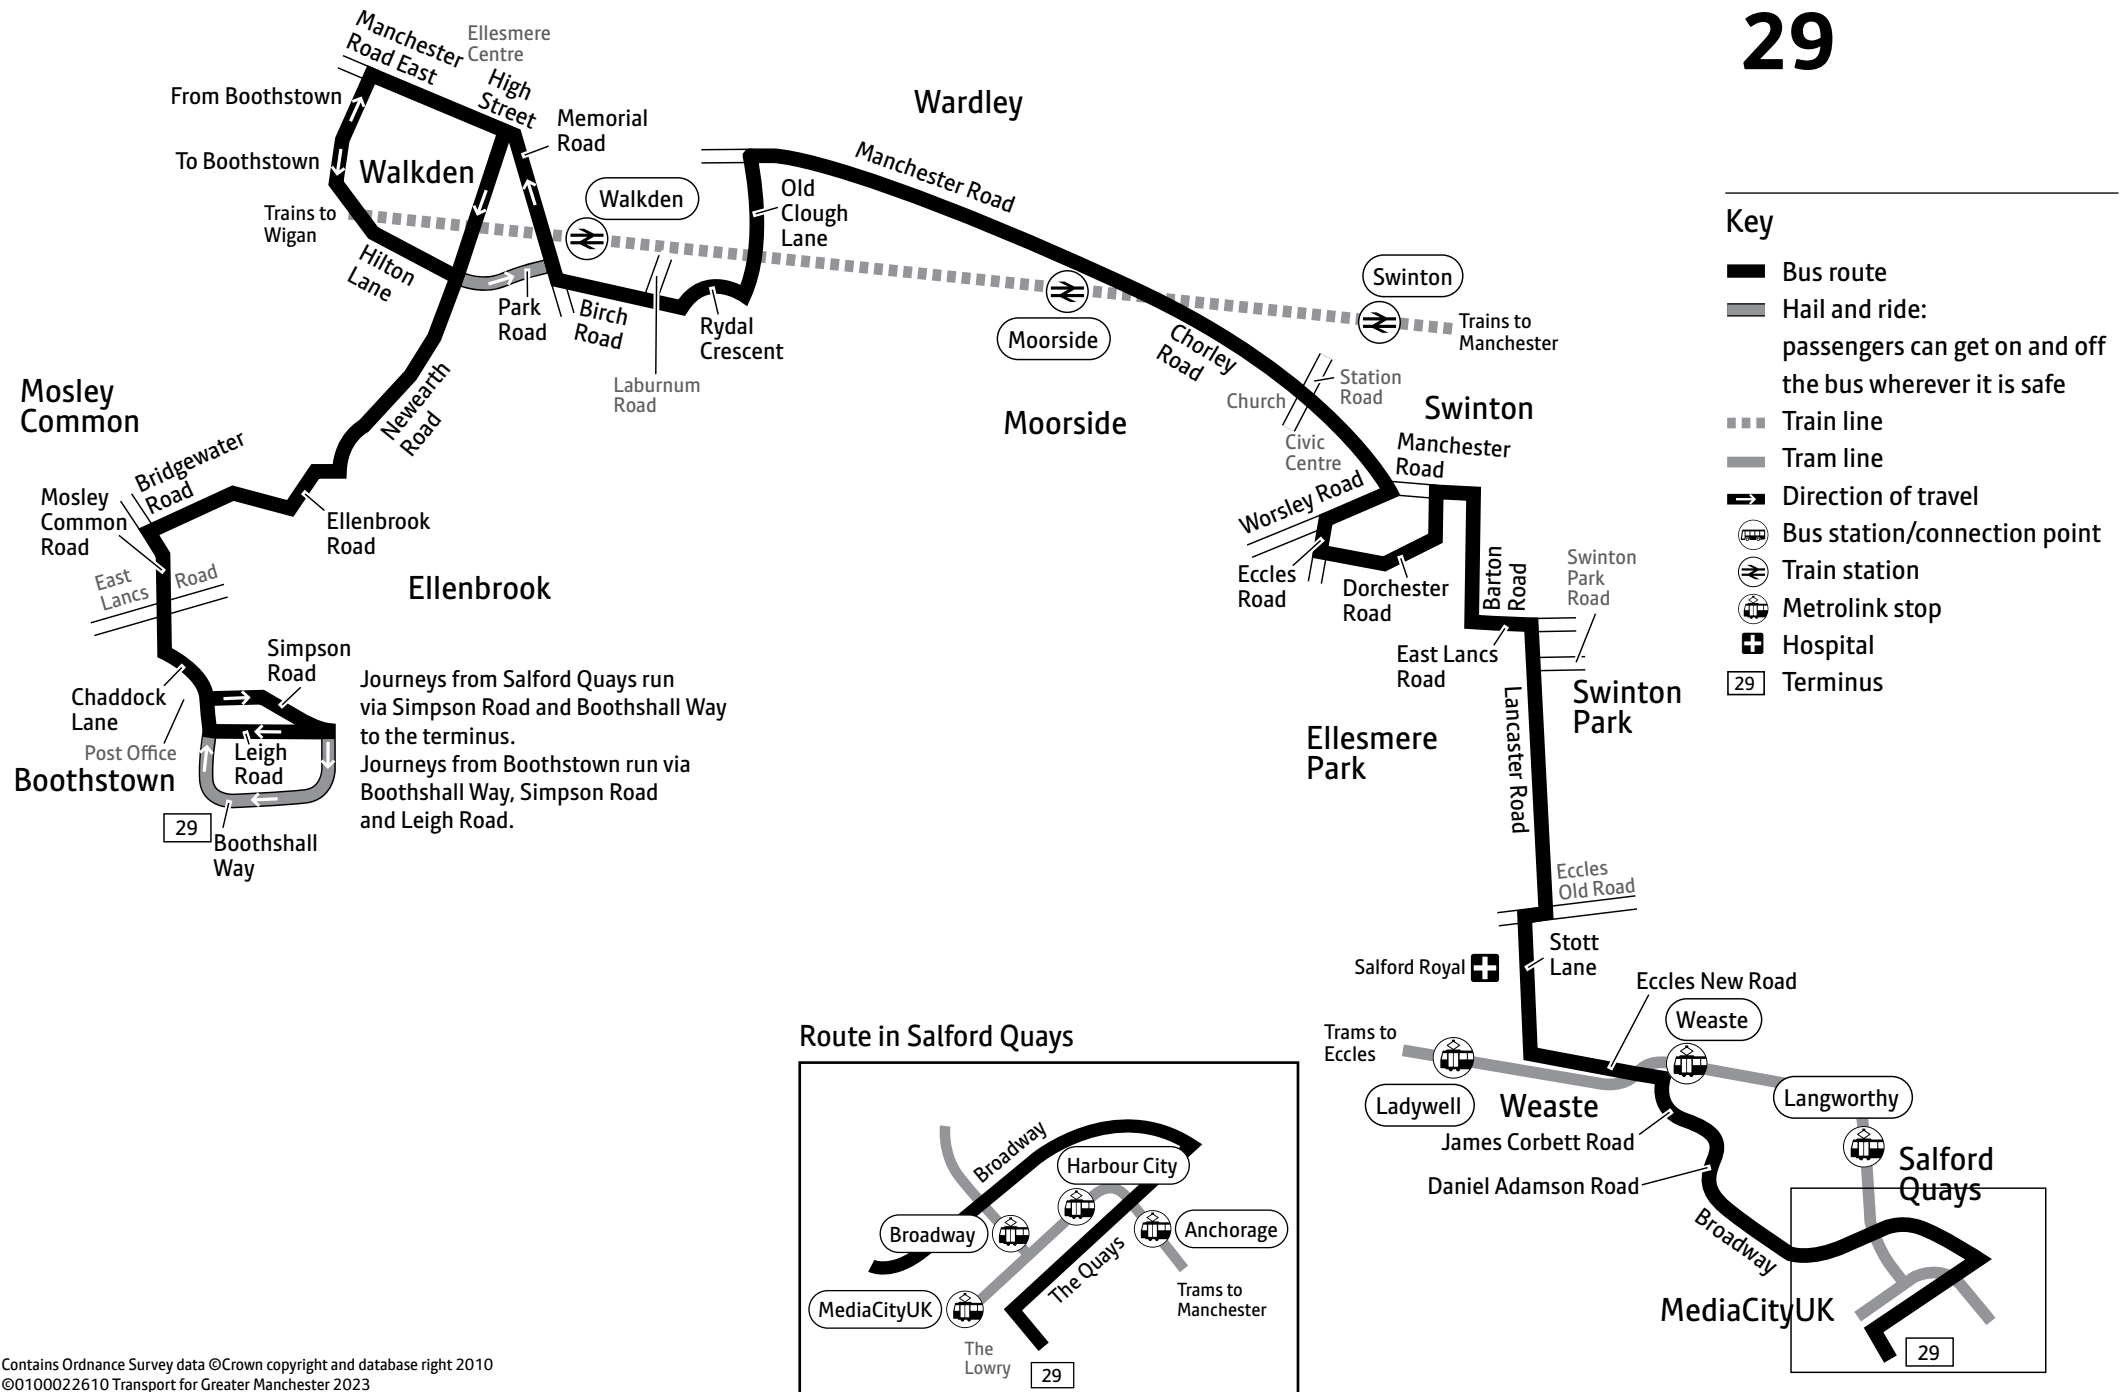 29
Manchester
Road East
Ellesmere
Centre
High
Street
From Boothstown
Memorial
Road
Wardley
To Boothstown
Walkden
Walkden
Old
Clough
Lane
Manchester Road
Trains to
Wigan
Hilton
Lane
Park
Road
Birch
Road
Rydal
Crescent
Laburnum
Road
Moorside
Chorley
Road
Swinton
Trains to
Manchester
Station
Road
Church
Swinton
Moorside
Civic
Centre
Manchester
Road
Worsley Road
Eccles
Road
Dorchester
Road
Barton
Road
Swinton
Park
Road
East Lancs
Road
Swinton
Park
Ellesmere
Park
Lancaster Road
Key
Bus route
Hail and ride:
passengers can get on and off
the bus wherever it is safe
Train line
Tram line
Direction of travel
Bus station/connection point
Train station
Metrolink stop
Hospital
29 Terminus
Mosley
Common
Newearth
Road
Bridgewater
Road
Mosley
Common
Road
Ellenbrook
Road
East
Lancs
Road
Ellenbrook
Simpson
Road
Chaddock
Lane
Post Office
Leigh
Road
Boothstown
29
Boothshall
Way
Journeys from Salford Quays run
via Simpson Road and Boothshall Way
to the terminus.
Journeys from Boothstown run via
Boothshall Way, Simpson Road
and Leigh Road.
Eccles
Old Road
Stott
Lane
Salford Royal
Eccles New Road
Weaste
Trams to
Eccles
Ladywell
Weaste
Langworthy
James Corbett Road
Salford
Quays
Daniel Adamson Road
Broadway
MediaCityUK
29
Route in Salford Quays
Broadway
Harbour City
Broadway
Anchorage
The Quays
Trams to
Manchester
MediaCityUK
The
Lowry
29
Contains Ordnance Survey data ©Crown copyright and database right 2010
©0100022610 Transport for Greater Manchester 2023